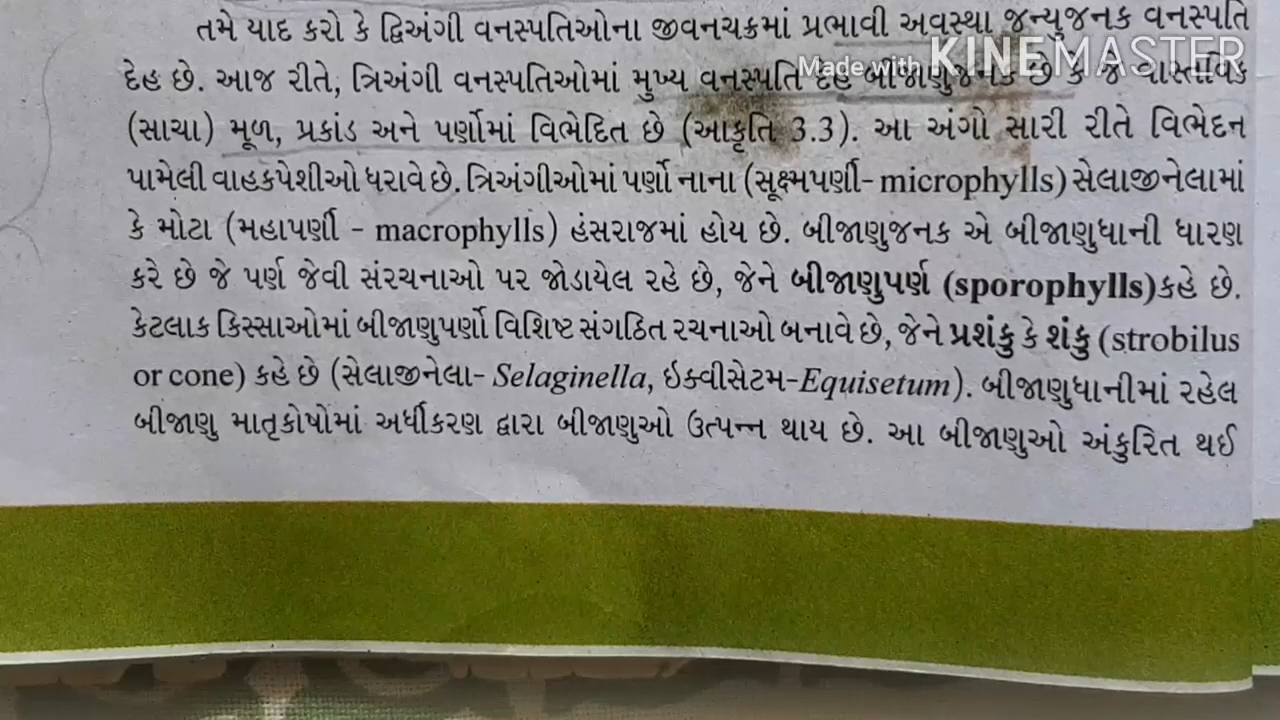 તમે યાદ કરો કે દ્વિઅંગી વનસ્પતિઓના જીવનચક્રમાં પ્રભાવી અવસ્થા જન્યુજનક વનસ્પતિ
Made with KINEMASTER
દેહ છે. આજ રીતે, ત્રિઅંગી વનસ્પતિઓમાં મુખ્ય વનસ્પતિ દેહ બીજાણુજનક છે કે જે વાસ્તવિક
(સાચા) મૂળ, પ્રકાંડ અને પર્ણોમાં વિભેદિત છે (આકૃતિ 3.3). આ અંગો સારી રીતે વિભેદન
પામેલી વાહકપેશીઓ ધરાવે છે. ત્રિઅંગીઓમાં પર્ણો નાના (સૂક્ષ્મપર્ણી- microphylls) સેલાજીનેલામાં
કે મોટા (મહાપર્ણી - macrophylls) હંસરાજમાં હોય છે. બીજાણુજનક એ બીજાણુધાની ધારણ
કરે છે જે પર્ણ જેવી સંરચનાઓ પર જોડાયેલ રહે છે, જેને બીજાણુપર્ણ (sporophylls)કહે છે.
કેટલાક કિસ્સાઓમાં બીજાણુપર્ણો વિશિષ્ટ સંગઠિત રચનાઓ બનાવે છે, જેને પ્રશંકુ કે શંકુ (strobilus
or cone) કહે છે (સેલાજીનેલા- Selaginella, ઇક્વીસેટમ-Equisetum). બીજાણુધાનીમાં રહેલ
બીજાણુ માતૃકોષોમાં અર્ધીકરણ દ્વારા બીજાણુઓ ઉત્પન્ન થાય છે. આ બીજાણુઓ અંકુરિત થઈ